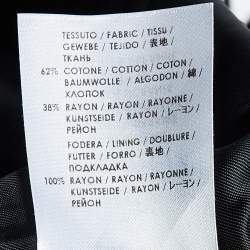 TESSUTO / FABRIC / TISSU /
GEWEBE / TEJIDO / 表地 /
ТКАНЬ
62% COTONE / COTTON / COTON /
BAUMWOLLE / ALGODON / 綿 /
ХЛОПОК
38% RAYON / RAYON / RAYONNE /
KUNSTSEIDE / RAYON / レーヨン /
РЕЙОН
FODERA / LINING / DOUBLURE /
FUTTER / FORRO / 裏地 /
ПОДКЛАДКА
100% RAYON / RAYON / RAYONNE /
KUNSTSEIDE / RAYON / レーヨン /
РЕЙОН